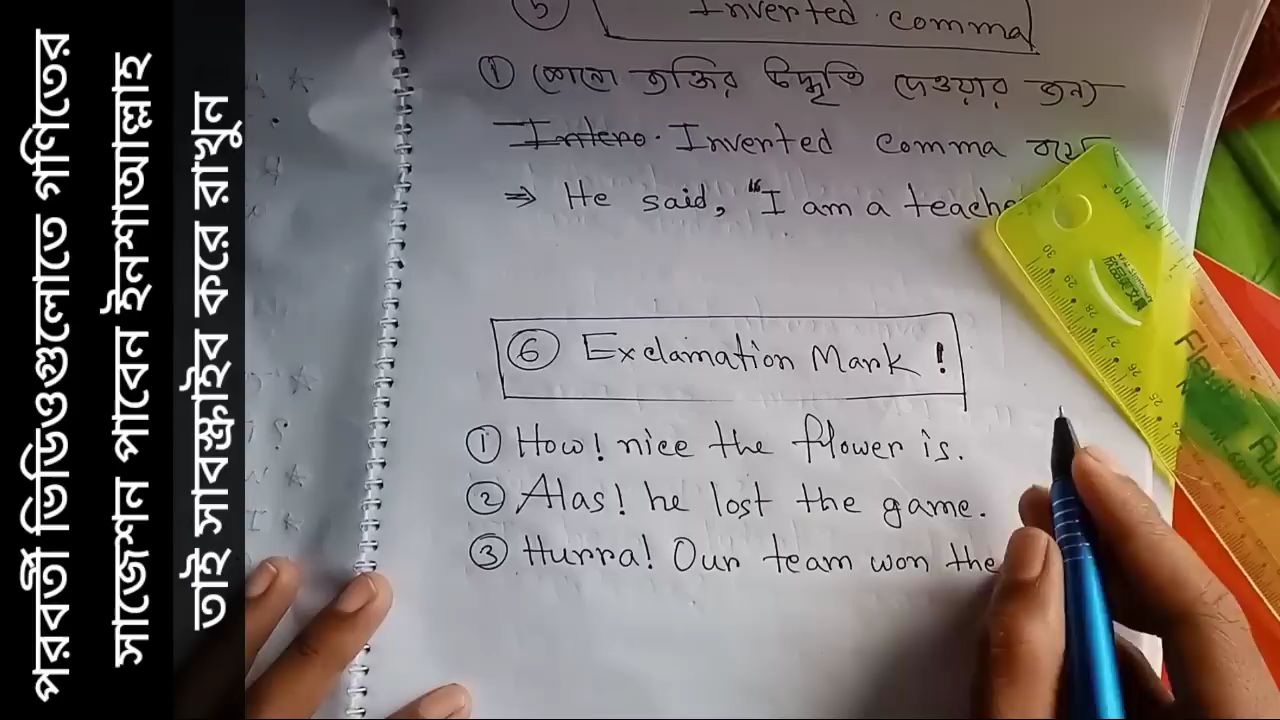 পরবর্তী ভিডিওগুলোতে গণিতের
সাজেশন পাবেন ইনশাআল্লাহ
তাই সাবস্ক্রাইব করে রাখুন
5 Inverted comma
① কোনো উক্তির উদ্ধৃতি দেওয়ার জন্য
Inverted comma
⇒ He said, "I am a teache
⑥ Exclamation Mark !
① How! nice the flower is.
② Alas! he lost the game.
③ Hurra! Our team won the